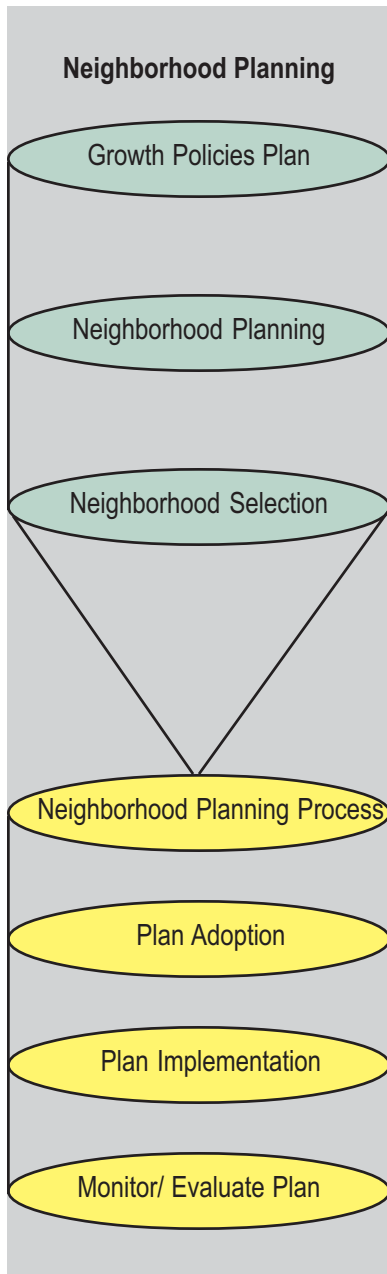 Neighborhood Planning
Growth Policies Plan
Neighborhood Planning
Neighborhood Selection
Neighborhood Planning Process
Plan Adoption
Plan Implementation
Monitor/ Evaluate Plan